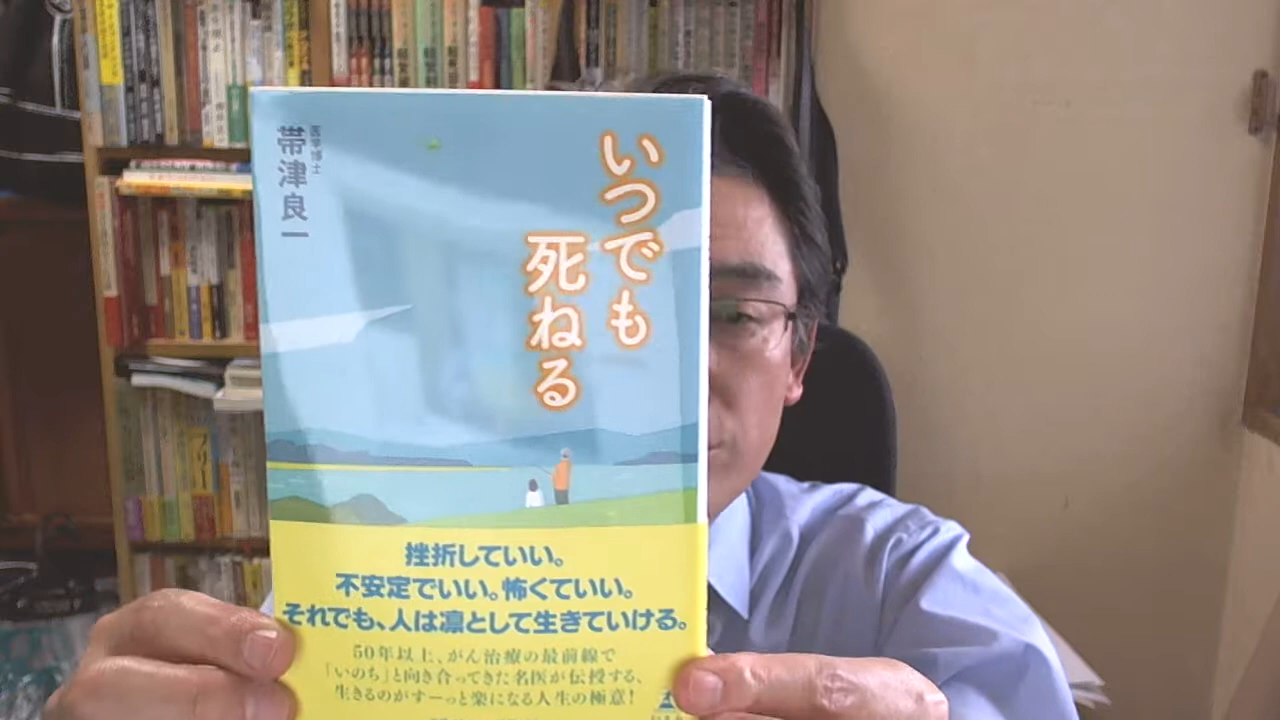 いつでも
死ねる
医学博士
帯津良一
挫折していい。
不安定でいい。怖くていい。
それでも、人は凛として生きていける。
50年以上、がん治療の最前線で
「いのち」と向き合ってきた名医が伝授する、
生きるのがすーっと楽になる人生の極意!